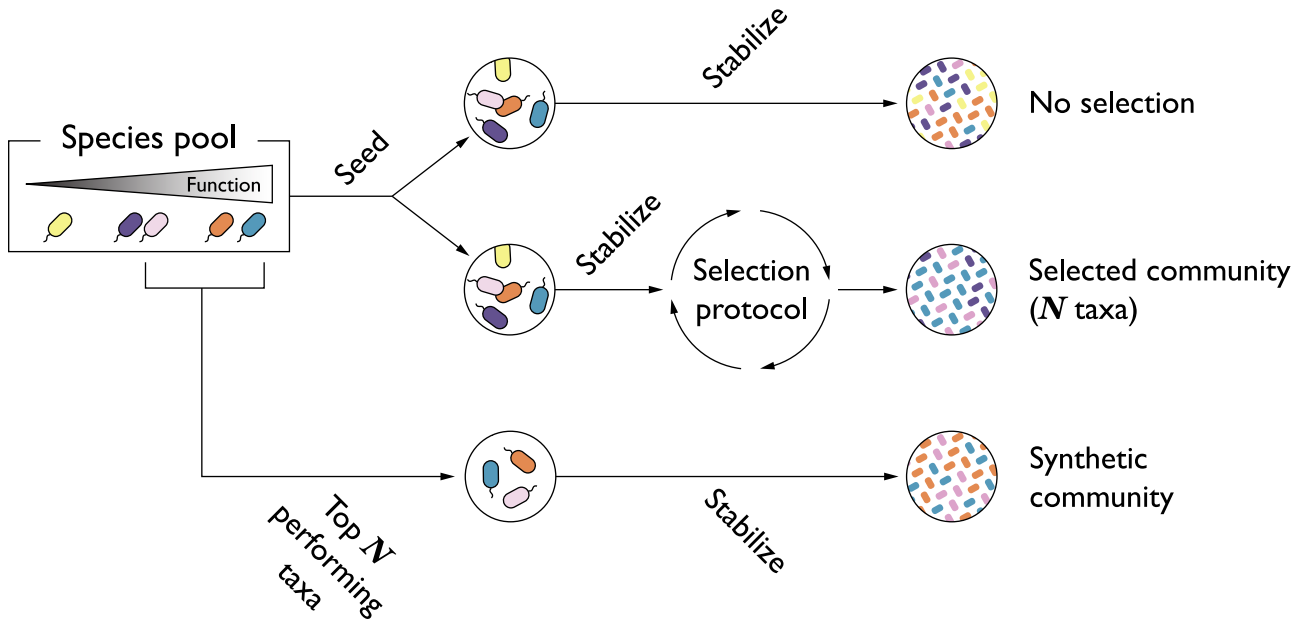 Stabilize
No selection
Species pool
Function
Seed
Stabilize
Selection
protocol
Selected community
(N taxa)
Top N
performing
taxa
Stabilize
Synthetic
community